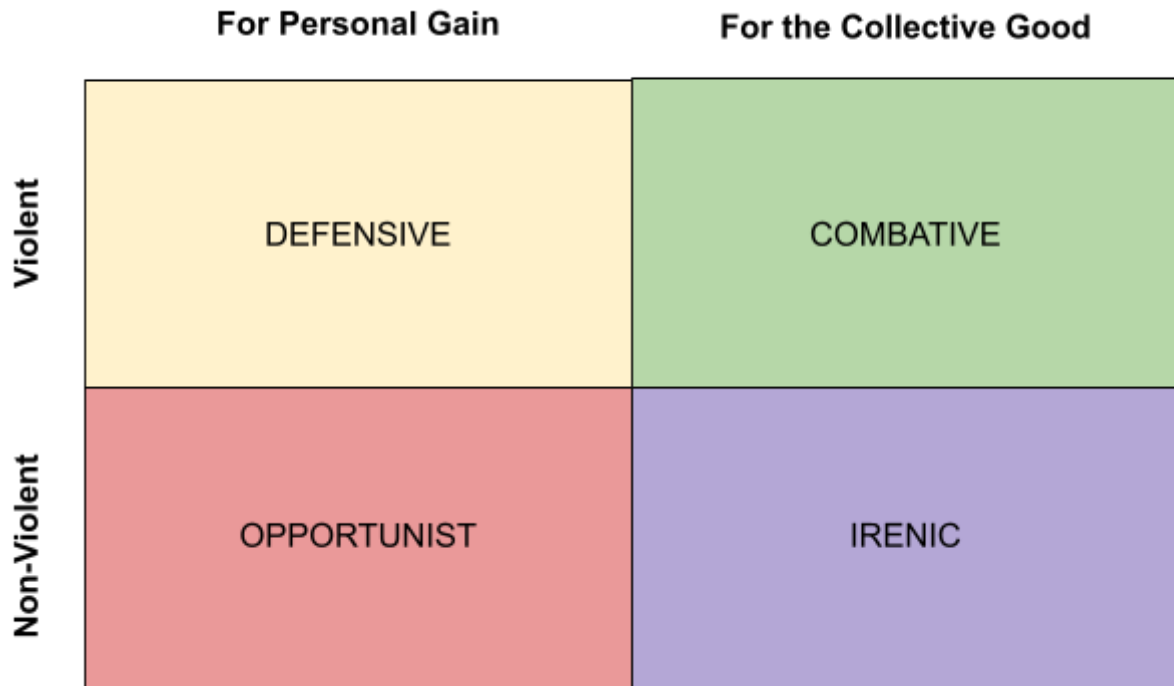 For Personal Gain
For the Collective Good
Violent
DEFENSIVE
COMBATIVE
Non-Violent
OPPORTUNIST
IRENIC